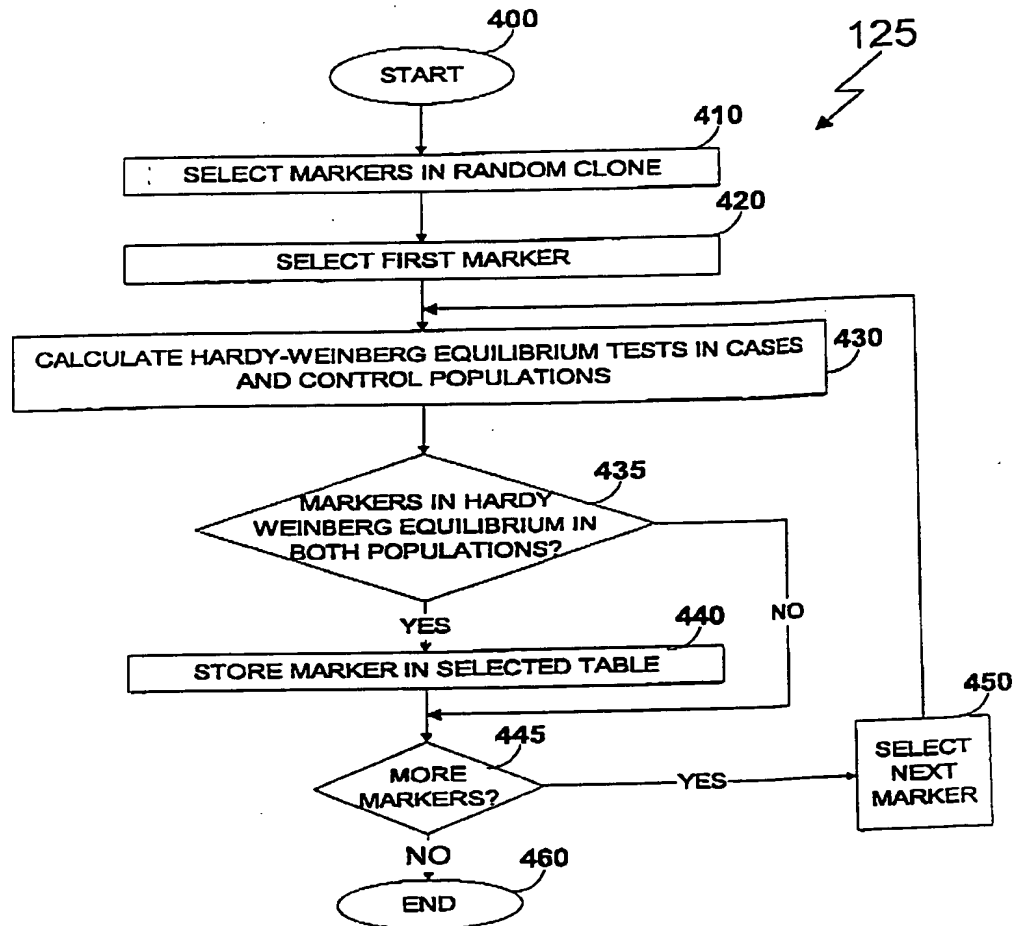 400
125
START
410
SELECT MARKERS IN RANDOM CLONE
420
SELECT FIRST MARKER
CALCULATE HARDY-WEINBERG EQUILIBRIUM TESTS IN CASES
AND CONTROL POPULATIONS
430
435
MARKERS IN HARDY
WEINBERG EQUILIBRIUM IN
BOTH POPULATIONS?
NO
YES
440
STORE MARKER IN SELECTED TABLE
450
445
MORE
MARKERS?
YES
SELECT
NEXT
MARKER
NO
460
END